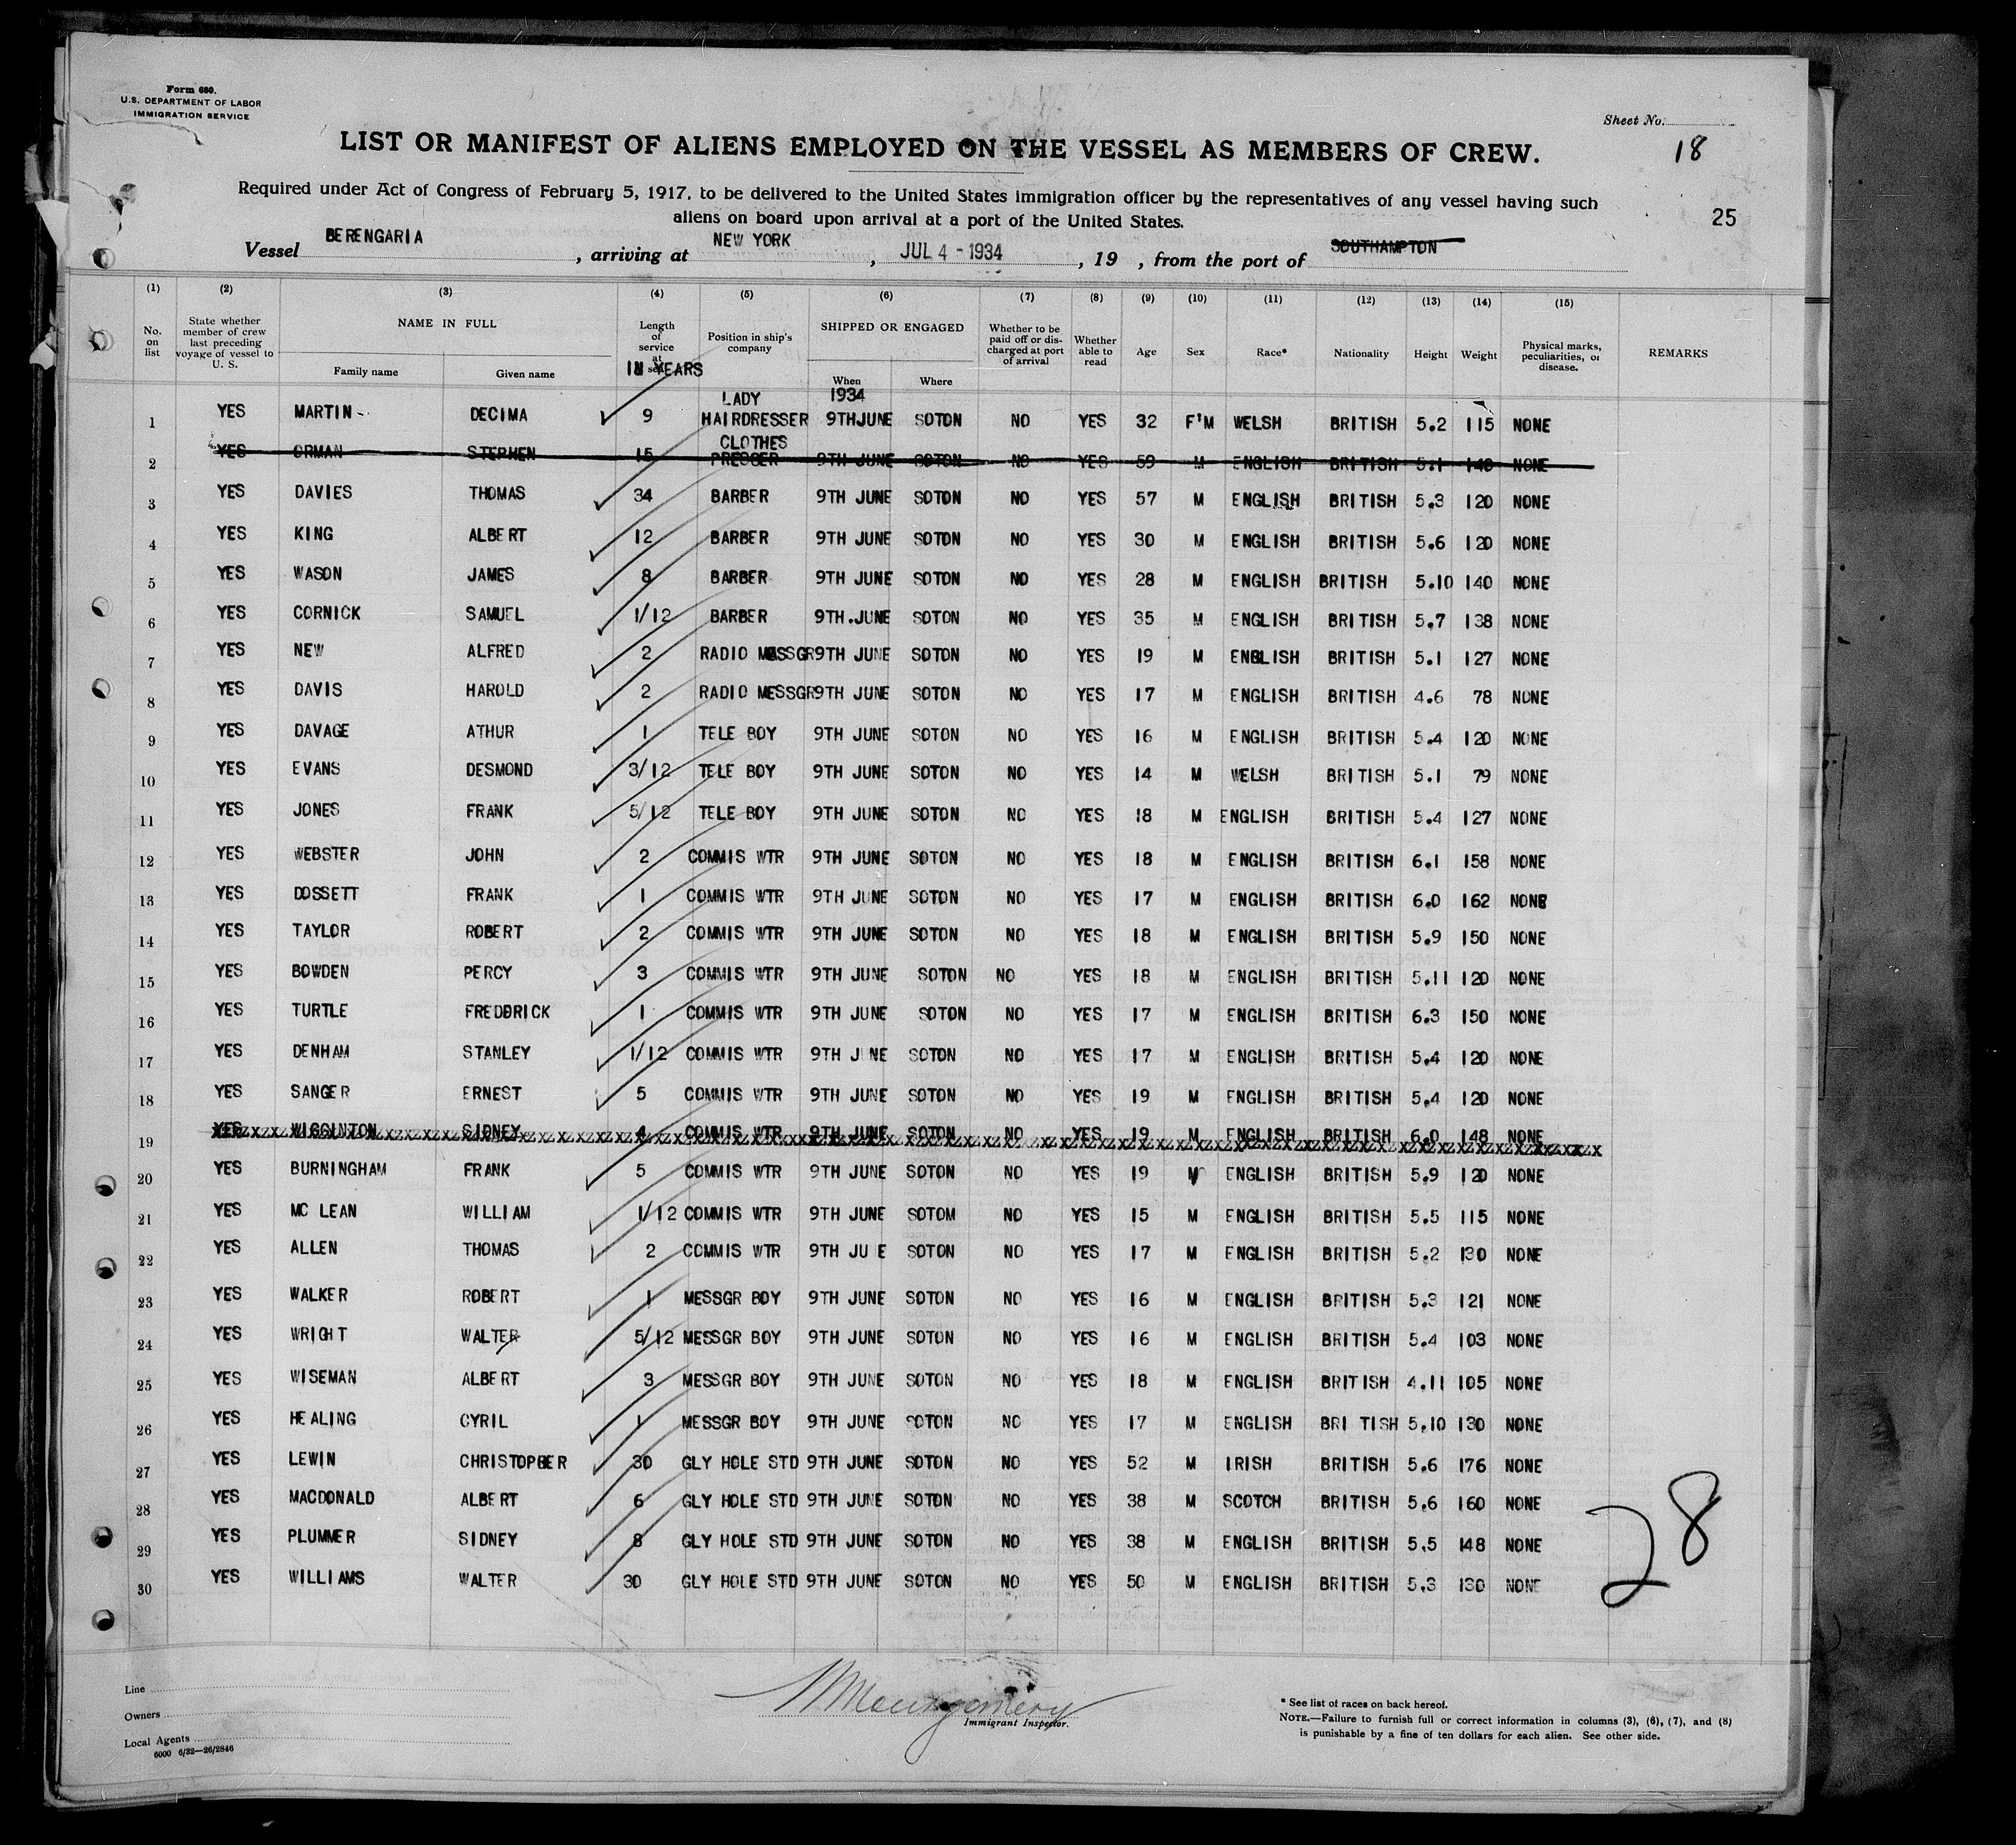 Form 680.
U.S. DEPARTMENT OF LABOR
IMMIGRATION SERVICE
Sheet No.
18
LIST OR MANIFEST OF ALIENS EMPLOYED ON THE VESSEL AS MEMBERS OF CREW.
Required under Act of Congress of February 5, 1917, to be delivered to the United States immigration officer by the representatives of any vessel having such
aliens on board upon arrival at a port of the United States.
25
Vessel BERENGARIA, arriving at NEW YORK, JUL 4 - 1934, 19 , from the port of SOUTHAMPTON
(1) (2) (3) (4) (5) (6) (7) (8) (9) (10) (11) (12) (13) (14) (15)
No. on list State whether member of crew last preceding voyage of vessel to U. S. NAME IN FULL Family name Given name Length of service at sea IN YEARS Position in ship's company SHIPPED OR ENGAGED When Where Whether to be paid off or discharged at port of arrival Whether able to read Age Sex Race* Nationality Height Weight Physical marks, peculiarities, or disease. REMARKS
1934
1 YES MARTIN- DECIMA 9 LADY HAIRDRESSER 9THJUNE SOTON NO YES 32 F'M WELSH BRITISH 5.2 115 NONE
2 YES ORMAN STEPHEN 15 CLOTHES PRESSER 9TH JUNE SOTON NO YES 59 M ENGLISH BRITISH 5.1 140 NONE
3 YES DAVIES THOMAS 34 BARBER 9TH JUNE SOTON NO YES 57 M ENGLISH BRITISH 5.3 120 NONE
4 YES KING ALBERT 12 BARBER 9TH JUNE SOTON NO YES 30 M ENGLISH BRITISH 5.6 120 NONE
5 YES WASON JAMES 8 BARBER 9TH JUNE SOTON NO YES 28 M ENGLISH BRITISH 5.10 140 NONE
6 YES CORNICK SAMUEL 1/12 BARBER 9TH.JUNE SOTON NO YES 35 M ENGLISH BRITISH 5.7 138 NONE
7 YES NEW ALFRED 2 RADIO MESSGR 9TH JUNE SOTON NO YES 19 M ENGLISH BRITISH 5.1 127 NONE
8 YES DAVIS HAROLD 2 RADIO MESSGR 9TH JUNE SOTON NO YES 17 M ENGLISH BRITISH 4.6 78 NONE
9 YES DAVAGE ATHUR 1 TELE BOY 9TH JUNE SOTON NO YES 16 M ENGLISH BRITISH 5.4 120 NONE
10 YES EVANS DESMOND 3/12 TELE BOY 9TH JUNE SOTON NO YES 14 M WELSH BRITISH 5.1 79 NONE
11 YES JONES FRANK 5/12 TELE BOY 9TH JUNE SOTON NO YES 18 M ENGLISH BRITISH 5.4 127 NONE
12 YES WEBSTER JOHN 2 COMMIS WTR 9TH JUNE SOTON NO YES 18 M ENGLISH BRITISH 6.1 158 NONE
13 YES DOSSETT FRANK 1 COMMIS WTR 9TH JUNE SOTON NO YES 17 M ENGLISH BRITISH 6.0 162 NONE
14 YES TAYLOR ROBERT 2 COMMIS WTR 9TH JUNE SOTON NO YES 18 M ENGLISH BRITISH 5.9 150 NONE
15 YES BOWDEN PERCY 3 COMMIS WTR 9TH JUNE SOTON NO YES 18 M ENGLISH BRITISH 5.11 120 NONE
16 YES TURTLE FREDDRICK 1 COMMIS WTR 9TH JUNE SOTON NO YES 17 M ENGLISH BRITISH 6.3 150 NONE
17 YES DENHAM STANLEY 1/12 COMMIS WTR 9TH J NE SOTON NO YES 17 M ENGLISH BRITISH 5.4 120 NONE
18 YES SANGER ERNEST 5 COMMIS WTR 9TH JUNE SOTON NO YES 19 M ENGLISH BRITISH 5.4 120 NONE
19 YES WIGGINTON SIDNEY 4 COMMIS WTR 9TH JUNE SOTON NO YES 19 M ENGLISH BRITISH 6.0 148 NONE
20 YES BURNINGHAM FRANK 5 COMMIS WTR 9TH JUNE SOTON NO YES 19 M ENGLISH BRITISH 5.9 120 NONE
21 YES MC LEAN WILLIAM 1/12 COMMIS WTR 9TH JUNE SOTOM NO YES 15 M ENGLISH BRITISH 5.5 115 NONE
22 YES ALLEN THOMAS 2 COMMIS WTR 9TH JU E SOTON NO YES 17 M ENGLISH BRITISH 5.2 130 NONE
23 YES WALKER ROBERT 1 MESSGR BOY 9TH JUNE SOTON NO YES 16 M ENGLISH BRITISH 5.3 121 NONE
24 YES WRIGHT WALTER 5/12 MESSGR BOY 9TH JUNE SOTON NO YES 16 M ENGLISH BRITISH 5.4 103 NONE
25 YES WISEMAN ALBERT 3 MESSGR BOY 9TH JUNE SOTON NO YES 18 M ENGLISH BRITISH 4.11 105 NONE
26 YES HEALING CYRIL 1 MESSGR BOY 9TH JUNE SOTON NO YES 17 M ENGLISH BRI TISH 5.10 130 NONE
27 YES LEWIN CHRISTOPBER 30 GLY HOLE STD 9TH JUNE SOTON NO YES 52 M IRISH BRITISH 5.6 176 NONE
28 YES MACDONALD ALBERT 6 GLY HOLE STD 9TH JUNE SOTON NO YES 38 M SCOTCH BRITISH 5.6 160 NONE
29 YES PLUMMER SIDNEY 8 GLY HOLE STD 9TH JUNE SOTON NO YES 38 M ENGLISH BRITISH 5.5 148 NONE
30 YES WILLIAMS WALTER 30 GLY HOLE STD 9TH JUNE SOTON NO YES 50 M ENGLISH BRITISH 5.3 130 NONE
28
Line
Owners
Local Agents
6000 6/32—26/2846
Montgomery
Immigrant Inspector.
* See list of races on back hereof.
NOTE.—Failure to furnish full or correct information in columns (3), (6), (7), and (8)
is punishable by a fine of ten dollars for each alien. See other side.